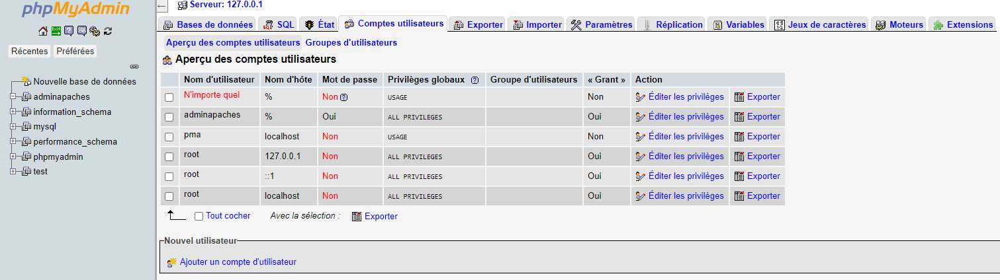 phpMyAdmin
Récentes Préférées
Nouvelle base de données
adminapaches
information_schema
mysql
performance_schema
phpmyadmin
test
Serveur: 127.0.0.1
Bases de données SQL État Comptes utilisateurs Exporter Importer Paramètres Réplication Variables Jeux de caractères Moteurs Extensions
Aperçu des comptes utilisateurs Groupes d'utilisateurs
Aperçu des comptes utilisateurs
Nom d'utilisateur Nom d'hôte Mot de passe Privilèges globaux Groupe d'utilisateurs « Grant » Action
N'importe quel % Non USAGE Non Éditer les privilèges Exporter
adminapaches % Oui ALL PRIVILEGES Oui Éditer les privilèges Exporter
pma localhost Non USAGE Non Éditer les privilèges Exporter
root 127.0.0.1 Non ALL PRIVILEGES Oui Éditer les privilèges Exporter
root ::1 Non ALL PRIVILEGES Oui Éditer les privilèges Exporter
root localhost Non ALL PRIVILEGES Oui Éditer les privilèges Exporter
Tout cocher Avec la sélection : Exporter
Nouvel utilisateur
Ajouter un compte d'utilisateur